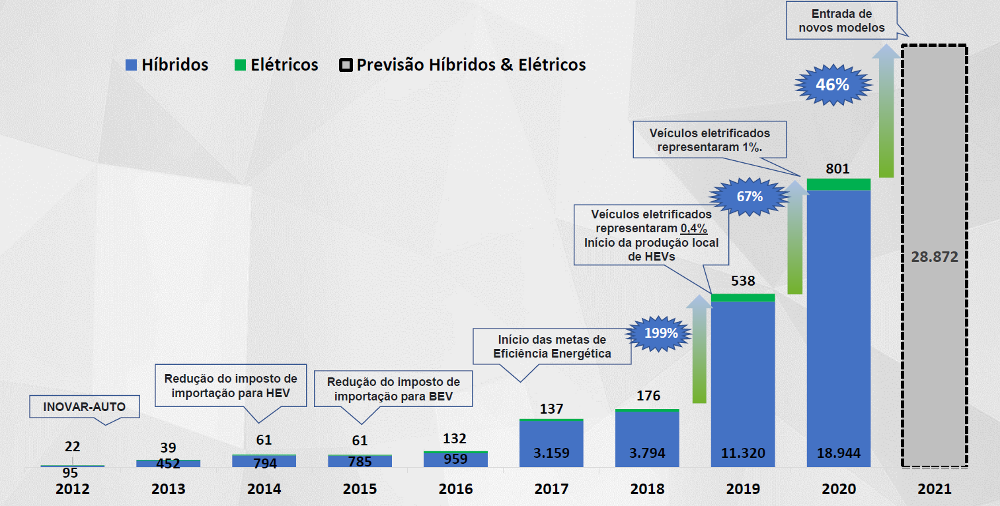 Entrada de
novos modelos
Híbridos
Elétricos
Previsão Híbridos & Elétricos
46%
Veículos eletrificados
representaram 1%.
801
67%
Veículos eletrificados
representaram 0,4%
Início da produção local
de HEVs
28.872
538
199%
Início das metas de
Eficiência Energética
Redução do imposto de
importação para HEV
Redução do imposto de
importação para BEV
INOVAR-AUTO
22
39
61
61
132
137
176
95
452
794
785
959
3.159
3.794
11.320
18.944
2012
2013
2014
2015
2016
2017
2018
2019
2020
2021